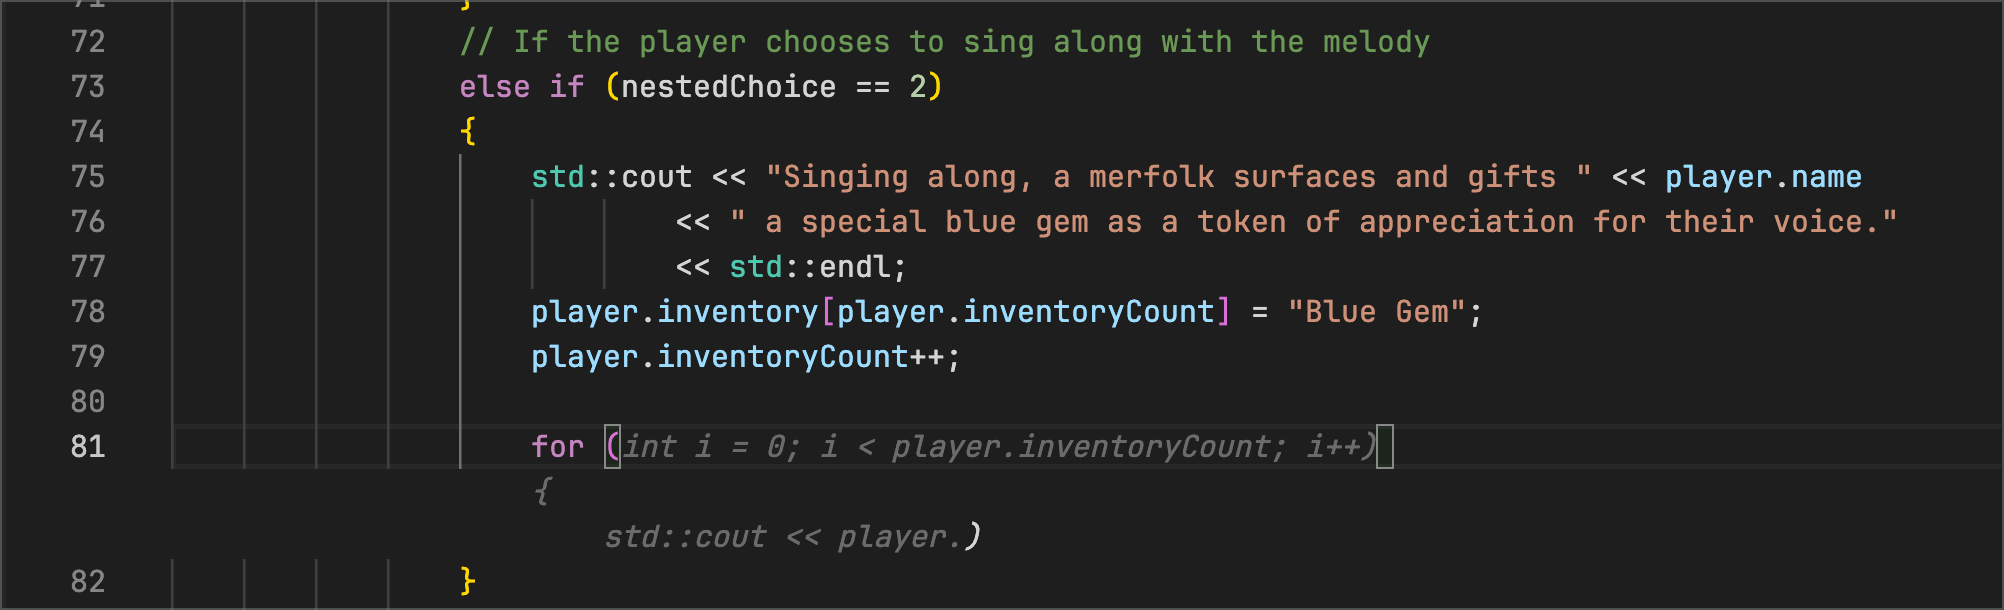 71 }
72 // If the player chooses to sing along with the melody
73 else if (nestedChoice == 2)
74 {
75 std::cout << "Singing along, a merfolk surfaces and gifts " << player.name
76 << " a special blue gem as a token of appreciation for their voice."
77 << std::endl;
78 player.inventory[player.inventoryCount] = "Blue Gem";
79 player.inventoryCount++;
80
81 for (int i = 0; i < player.inventoryCount; i++)
{
std::cout << player.)
82 }